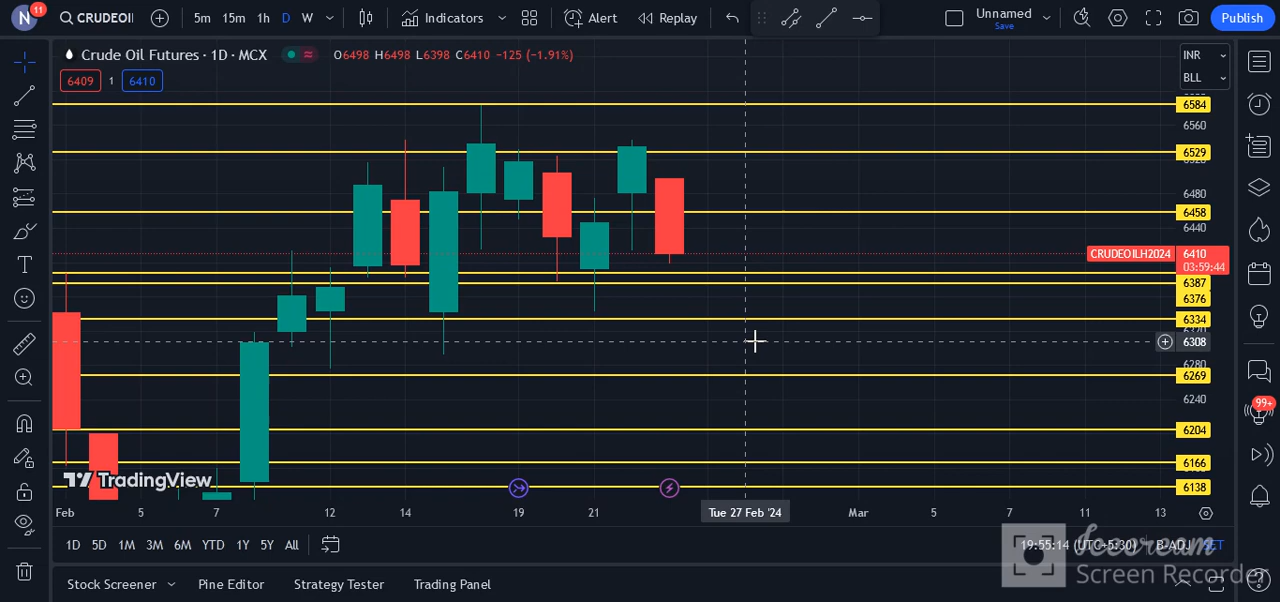 N 11 CRUDEOI 5m 15m 1h D W Indicators Alert Replay Unnamed Save Publish
Crude Oil Futures · 1D · MCX O6498 H6498 L6398 C6410 −125 (−1.91%) INR
6409 1 6410 BLL
6584
6560
6529
6480
6458
6440
CRUDEOILH2024 6410
03:59:44
6387
6376
6334
6308
6280
6269
6240
99+
6204
6166
TradingView
6138
Feb 5 7 12 14 19 21 Tue 27 Feb '24 Mar 5 7 11 13
1D 5D 1M 3M 6M YTD 1Y 5Y All 19:55:14 (UTC+5:30) B-ADJ SET
Screen Recorder
Stock Screener Pine Editor Strategy Tester Trading Panel